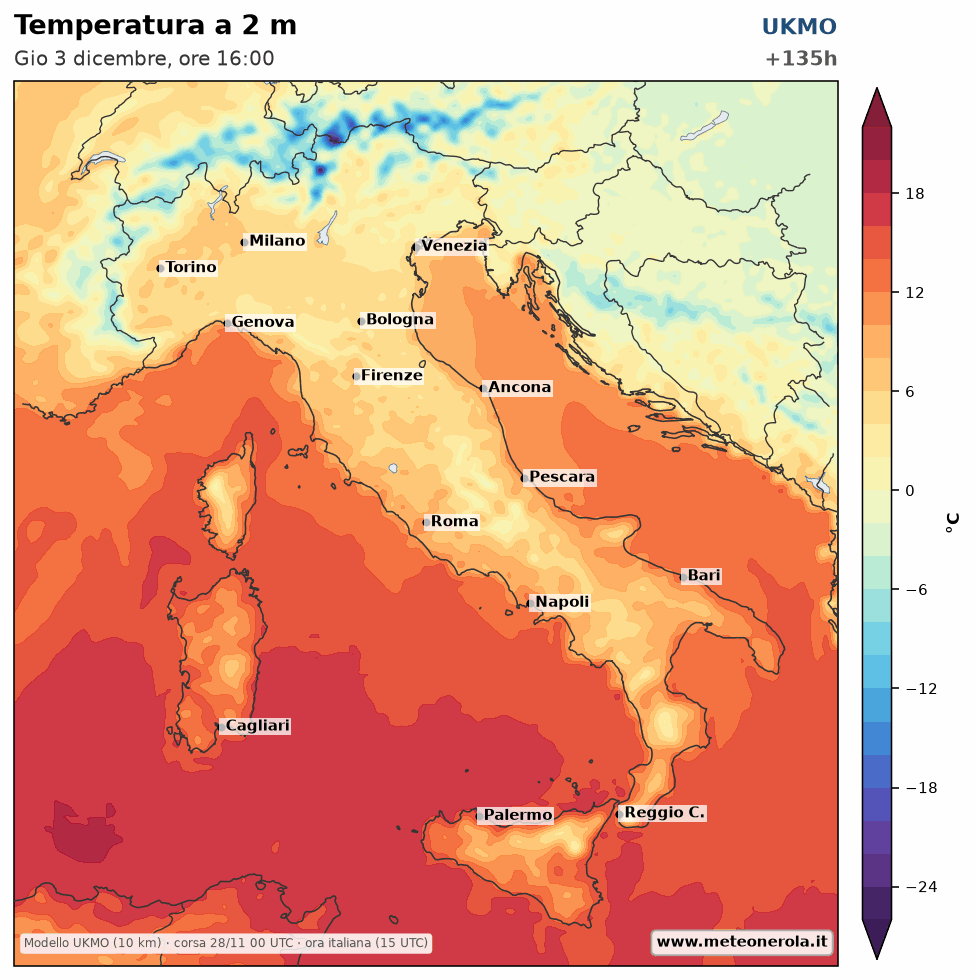 Temperatura a 2 m
UKMO
Gio 3 dicembre, ore 16:00
+135h
Milano
Venezia
Torino
Genova
Bologna
Firenze
Ancona
Pescara
Roma
Bari
Napoli
Cagliari
Palermo
Reggio C.
18
12
6
0
−6
−12
−18
−24
°C
Modello UKMO (10 km) · corsa 28/11 00 UTC · ora italiana (15 UTC)
www.meteonerola.it